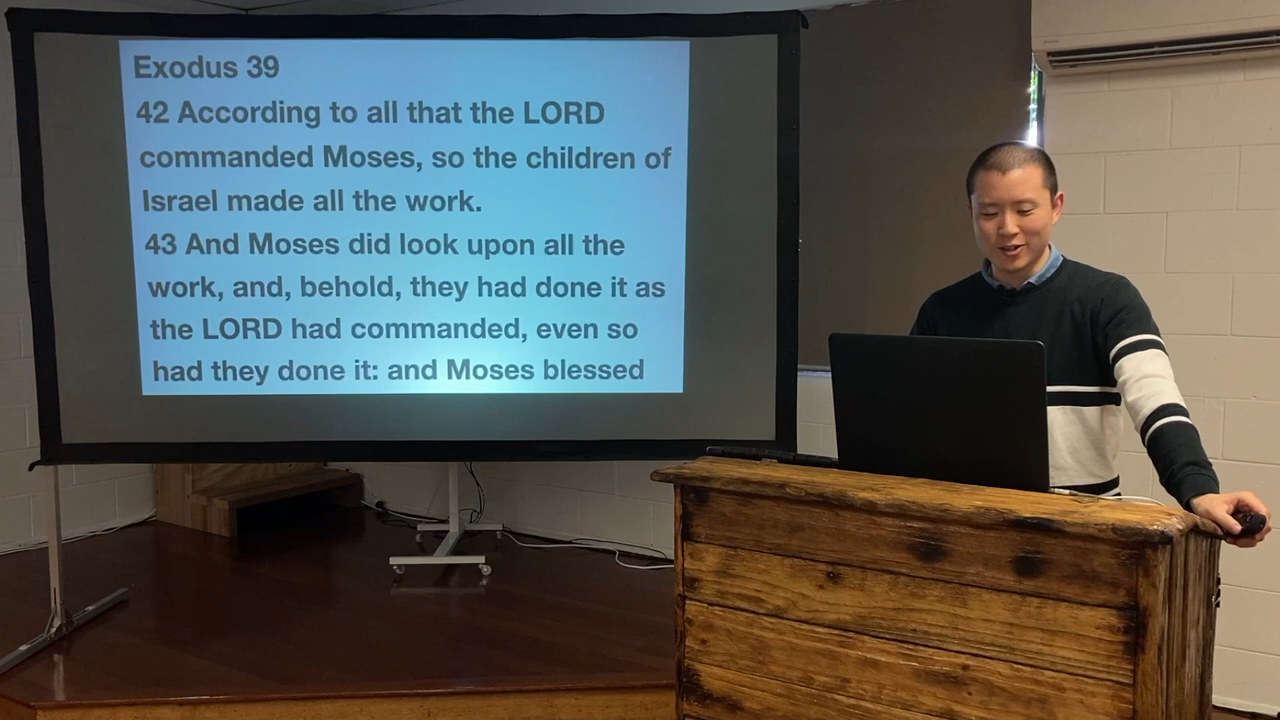 Exodus 39
42 According to all that the LORD
commanded Moses, so the children of
Israel made all the work.
43 And Moses did look upon all the
work, and, behold, they had done it as
the LORD had commanded, even so
had they done it: and Moses blessed